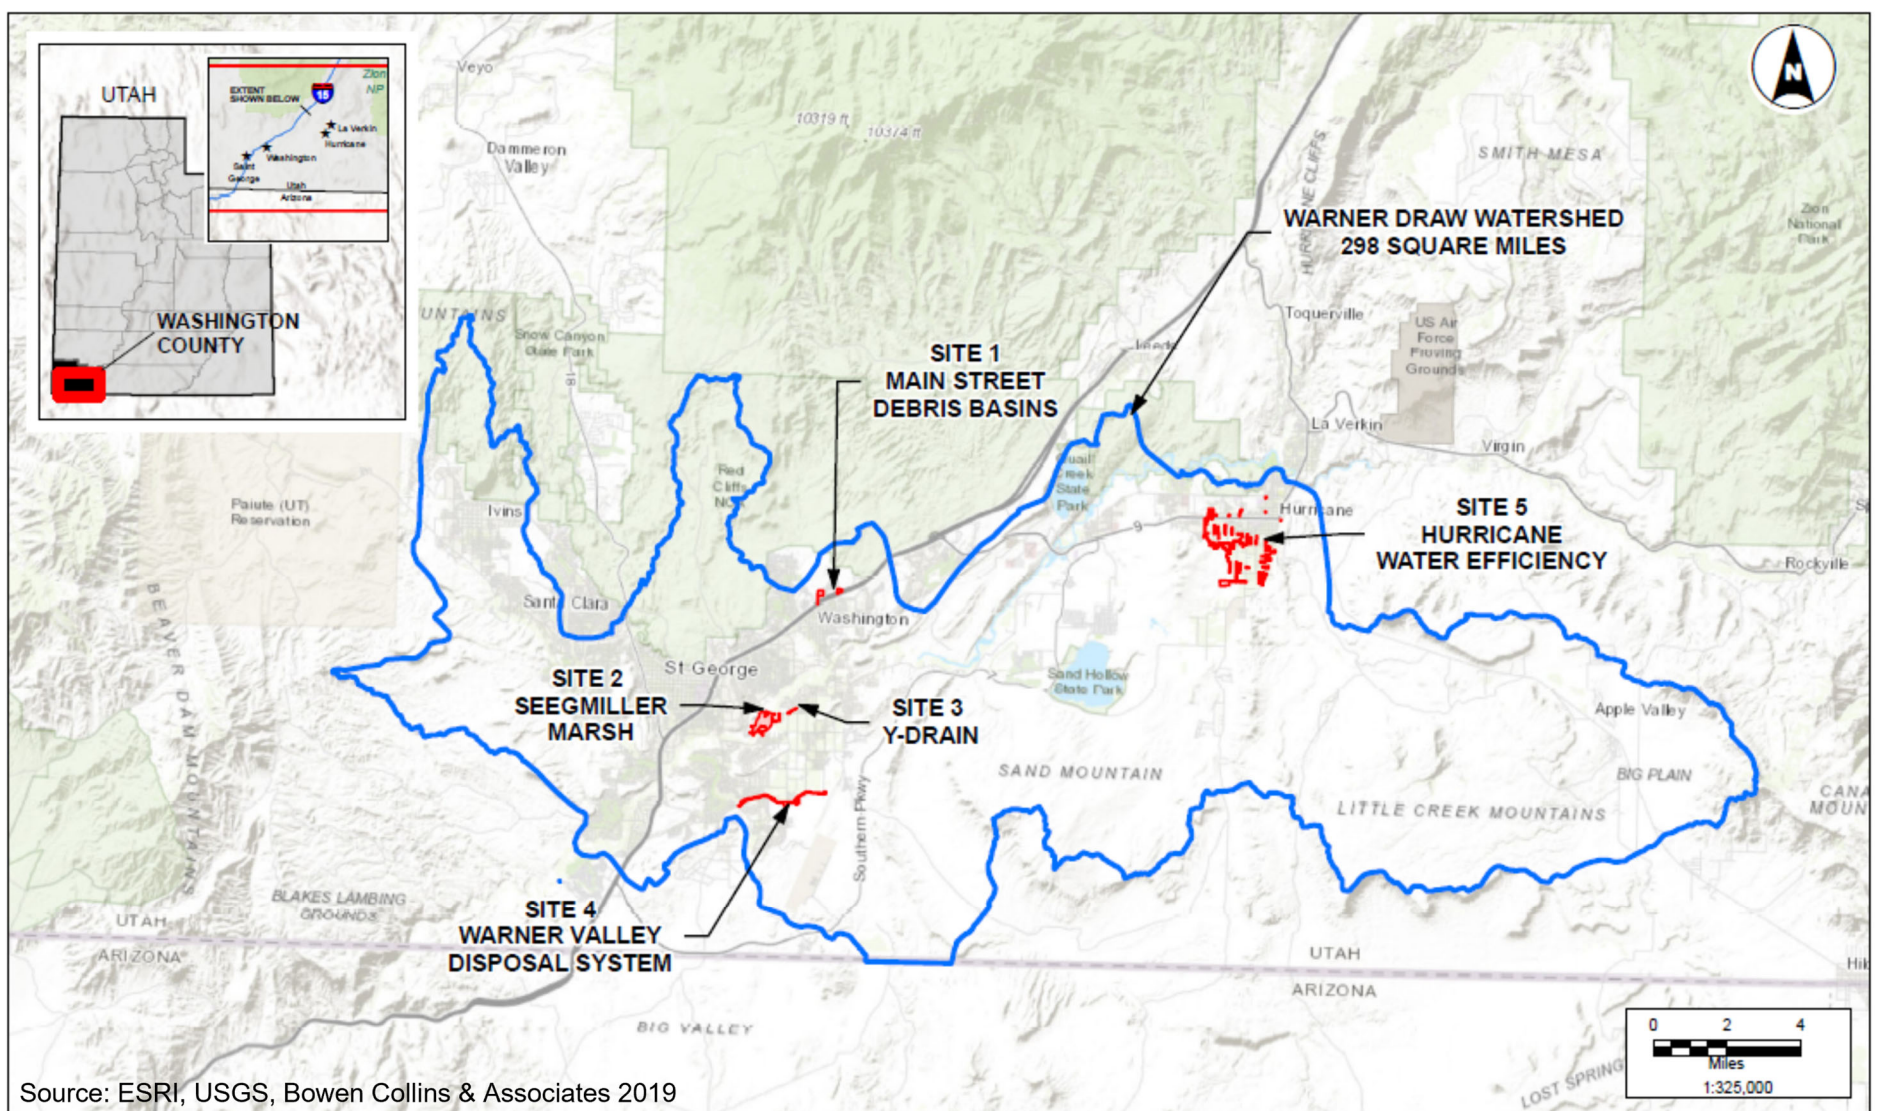 UTAH
EXTENT
SHOWN BELOW
15
Zion
NP
La Verkin
Hurricane
Washington
Saint
George
Utah
Arizona
WASHINGTON
COUNTY
N
Veyo
10319 ft
10374 ft
Dammeron
Valley
HURRICANE CLIFFS
SMITH MESA
Zion
National
Park
WARNER DRAW WATERSHED
298 SQUARE MILES
UNTAINS
Snow Canyon
State Park
18
Toquerville
US Air
Force
Proving
Grounds
Leeds
SITE 1
MAIN STREET
DEBRIS BASINS
La Verkin
Virgin
Red
Cliffs
NCA
Quail
Creek
State
Park
Paiute (UT)
Reservation
Ivins
9
Hurricane
SITE 5
HURRICANE
WATER EFFICIENCY
Rockville
BEAVER DAM MOUNTAINS
Santa Clara
Washington
St George
Sand Hollow
State Park
SITE 2
SEEGMILLER
MARSH
SITE 3
Y-DRAIN
Apple Valley
SAND MOUNTAIN
BIG PLAIN
LITTLE CREEK MOUNTAINS
CANA
MOUN
Southern Pkwy
BLAKES LAMBING
GROUNDS
SITE 4
WARNER VALLEY
DISPOSAL SYSTEM
UTAH
ARIZONA
UTAH
ARIZONA
Hil
BIG VALLEY
LOST SPRING
0 2 4
Miles
1:325,000
Source: ESRI, USGS, Bowen Collins & Associates 2019